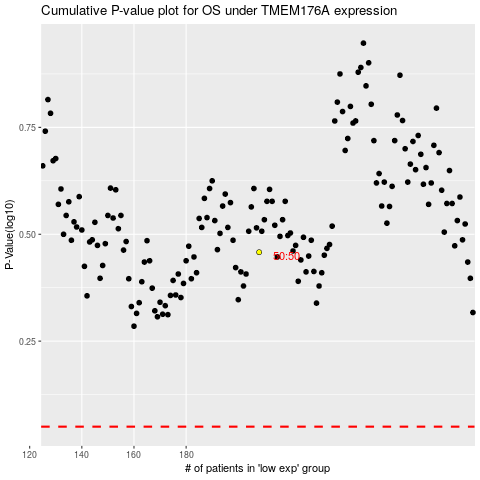 Cumulative P-value plot for OS under TMEM176A expression
P-Value(log10)
0.75
0.50
0.25
50:50
120 140 160 180
# of patients in 'low exp' group